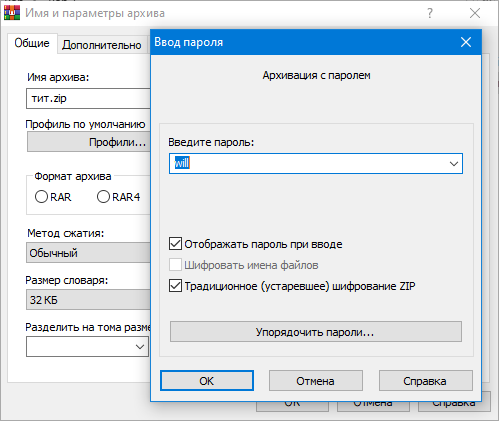 Имя и параметры архива
Общие
Дополнительно
Имя архива:
тит.zip
Профиль по умолчанию
Профили...
Формат архива
RAR
RAR4
Метод сжатия:
Обычный
Размер словаря:
32 КБ
Разделить на тома разме
Ввод пароля
Архивация с паролем
Введите пароль:
will
Отображать пароль при вводе
Шифровать имена файлов
Традиционное (устаревшее) шифрование ZIP
Упорядочить пароли...
OK
Отмена
Справка
OK
Отмена
Справка